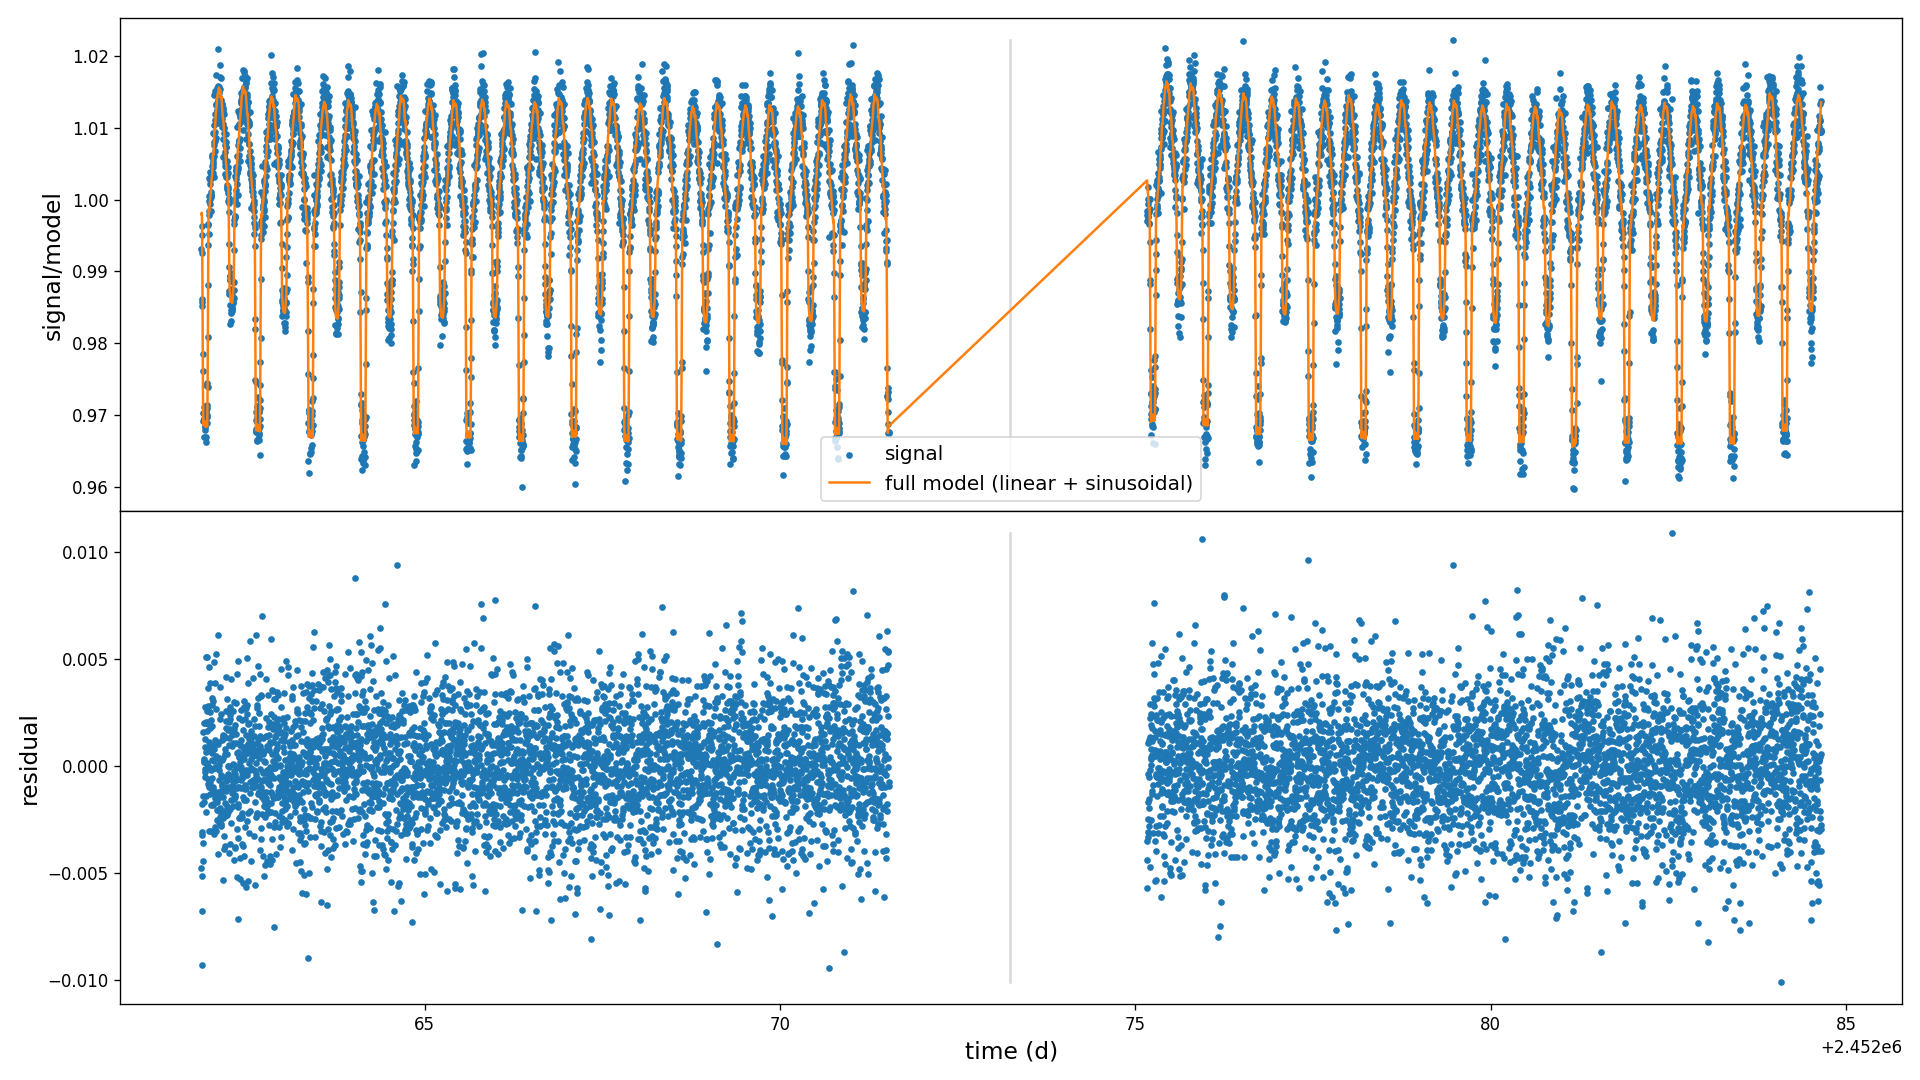 1.02
1.01
1.00
0.99
0.98
0.97
0.96
signal/model
signal
full model (linear + sinusoidal)
0.010
0.005
0.000
−0.005
−0.010
residual
65
70
75
80
85
time (d)
+2.452e6